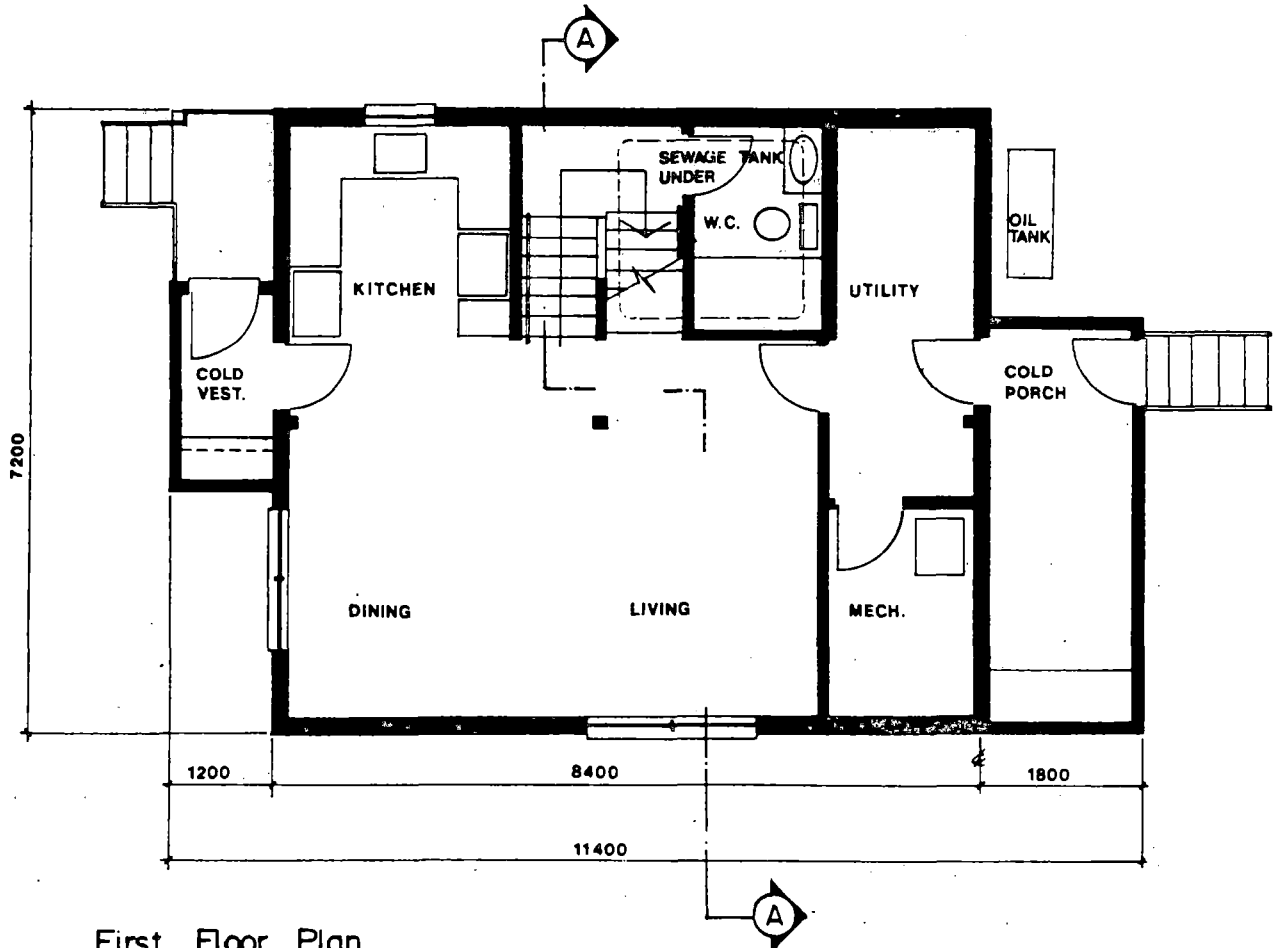 A
SEWAGE TANK
UNDER
W.C.
OIL
TANK
KITCHEN
UTILITY
COLD
VEST.
COLD
PORCH
7200
DINING
LIVING
MECH.
1200
8400
1800
11400
A
First Floor Plan